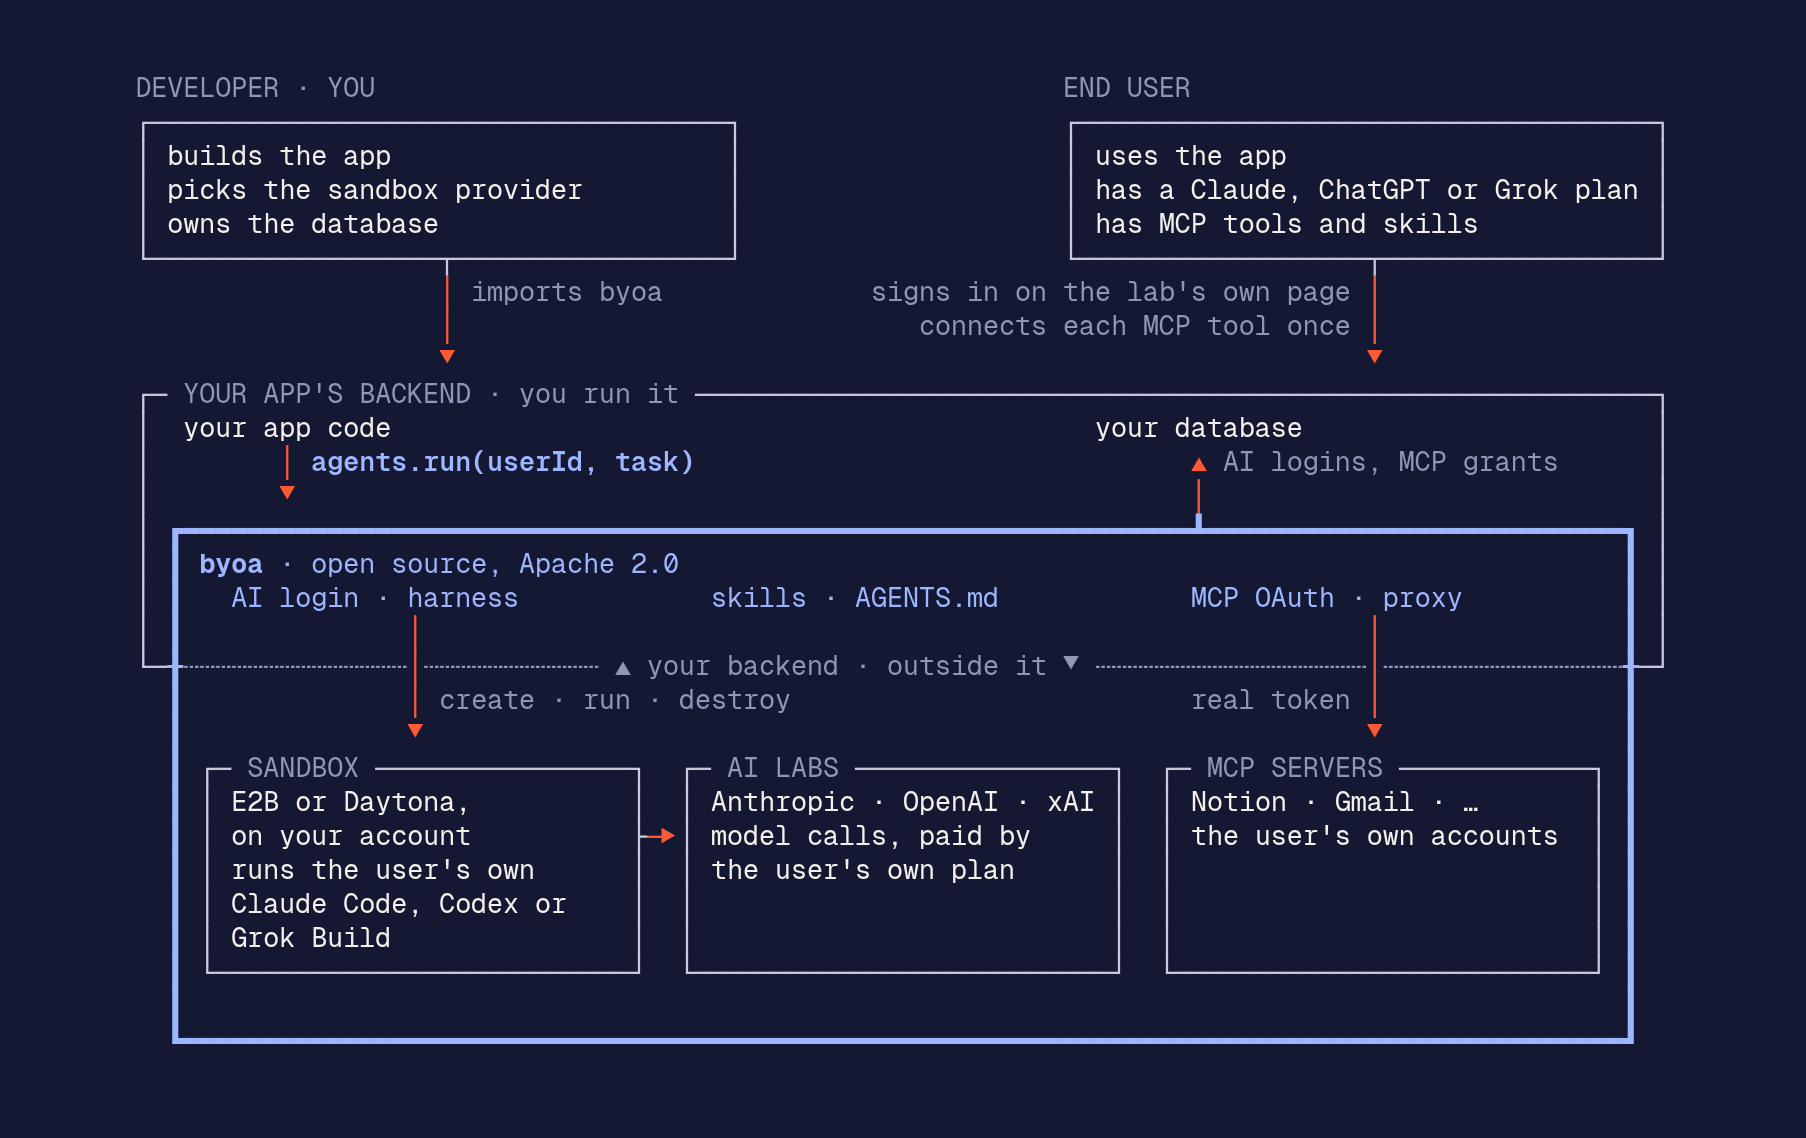 DEVELOPER · YOU
END USER
builds the app
picks the sandbox provider
owns the database
uses the app
has a Claude, ChatGPT or Grok plan
has MCP tools and skills
imports byoa
signs in on the lab's own page
connects each MCP tool once
YOUR APP'S BACKEND · you run it
your app code
agents.run(userId, task)
your database
AI logins, MCP grants
byoa · open source, Apache 2.0
AI login · harness
skills · AGENTS.md
MCP OAuth · proxy
▲ your backend · outside it ▼
create · run · destroy
real token
SANDBOX
E2B or Daytona,
on your account
runs the user's own
Claude Code, Codex or
Grok Build
AI LABS
Anthropic · OpenAI · xAI
model calls, paid by
the user's own plan
MCP SERVERS
Notion · Gmail · …
the user's own accounts